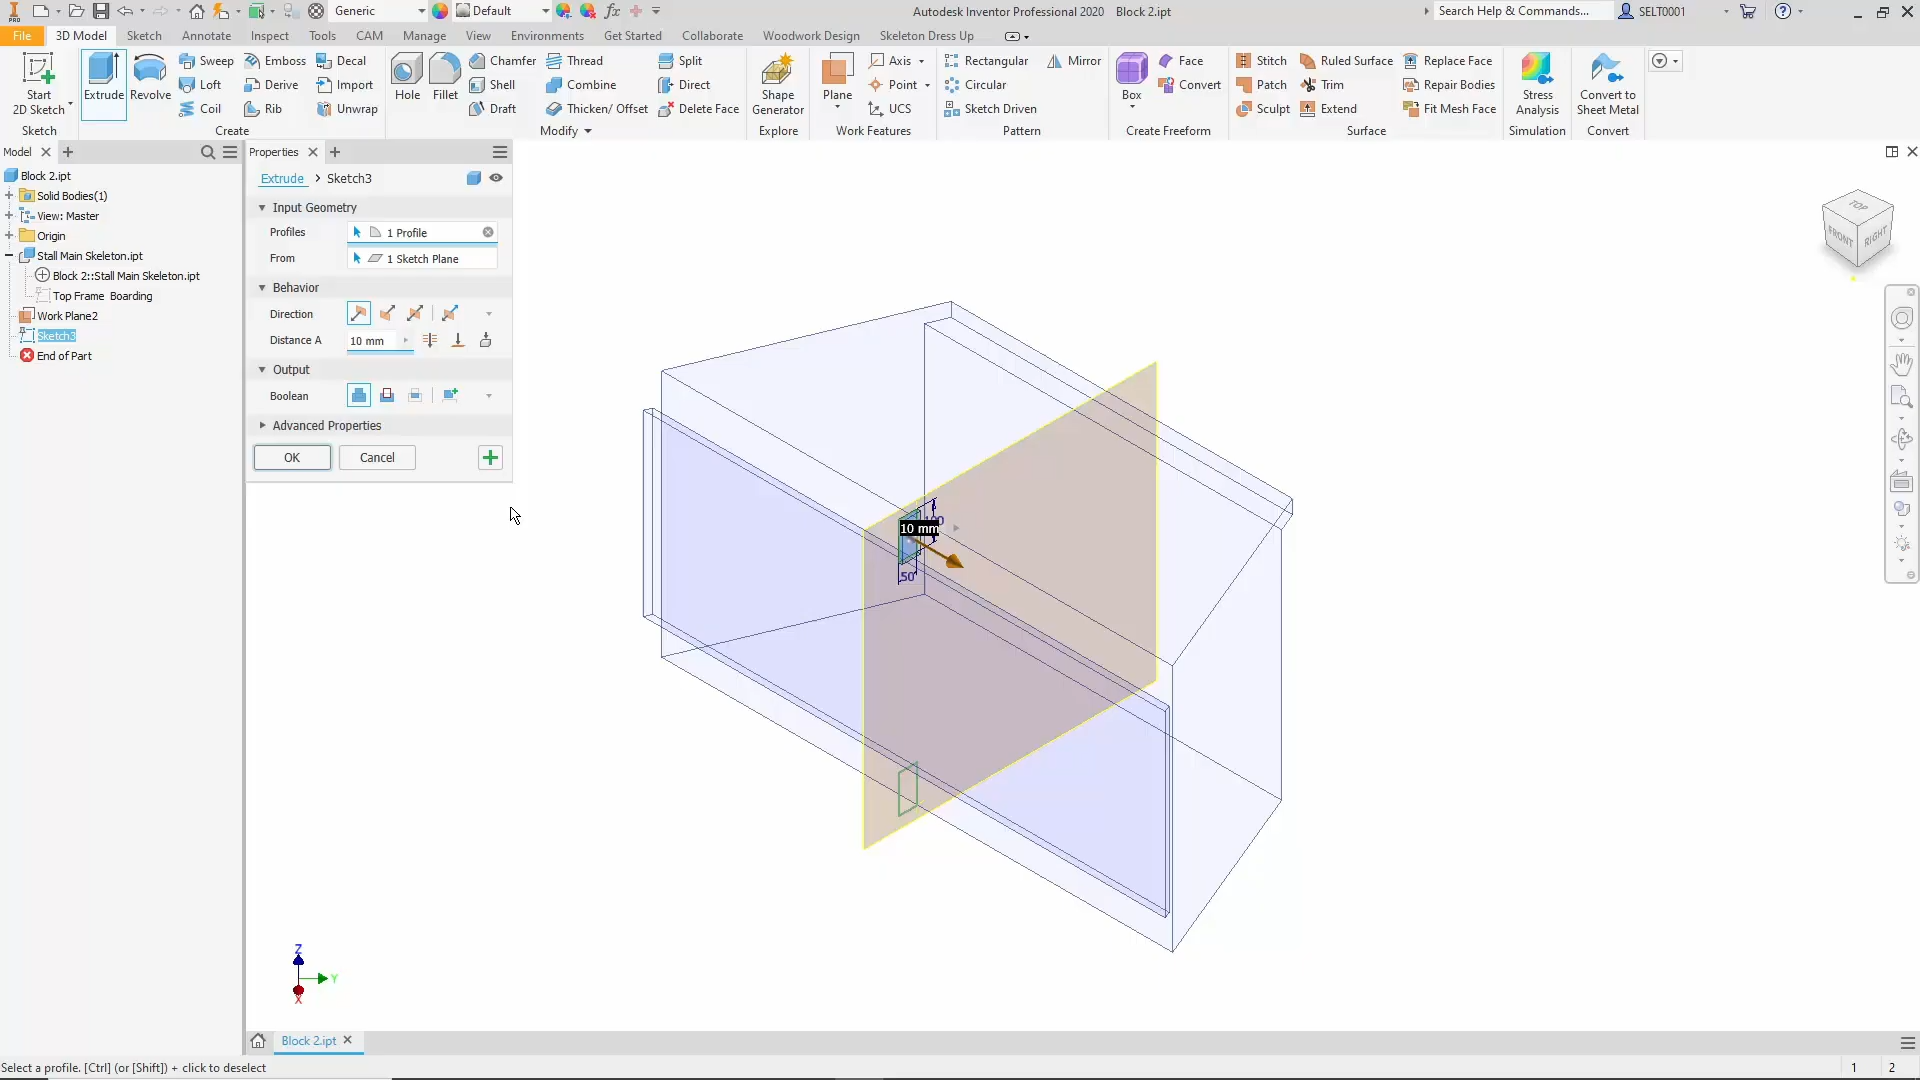 Generic
Default
Autodesk Inventor Professional 2020 Block 2.ipt
Search Help & Commands...
SELT0001
File
3D Model
Sketch
Annotate
Inspect
Tools
CAM
Manage
View
Environments
Get Started
Collaborate
Woodwork Design
Skeleton Dress Up
Start
2D Sketch
Sketch
Extrude
Revolve
Sweep
Loft
Coil
Emboss
Derive
Rib
Decal
Import
Unwrap
Create
Hole
Fillet
Chamfer
Shell
Draft
Thread
Combine
Thicken/ Offset
Split
Direct
Delete Face
Modify
Shape
Generator
Explore
Plane
Axis
Point
UCS
Work Features
Rectangular
Circular
Sketch Driven
Mirror
Pattern
Box
Face
Convert
Create Freeform
Stitch
Patch
Sculpt
Ruled Surface
Trim
Extend
Replace Face
Repair Bodies
Fit Mesh Face
Surface
Stress
Analysis
Simulation
Convert to
Sheet Metal
Convert
Model
Block 2.ipt
Solid Bodies(1)
View: Master
Origin
Stall Main Skeleton.ipt
Block 2::Stall Main Skeleton.ipt
Top Frame Boarding
Work Plane2
Sketch3
End of Part
Properties
Extrude > Sketch3
Input Geometry
Profiles 1 Profile
From 1 Sketch Plane
Behavior
Direction
Distance A 10 mm
Output
Boolean
Advanced Properties
OK
Cancel
TOP
FRONT
RIGHT
10 mm
50
Z
Y
X
Block 2.ipt
Select a profile. [Ctrl] (or [Shift]) + click to deselect
1 2